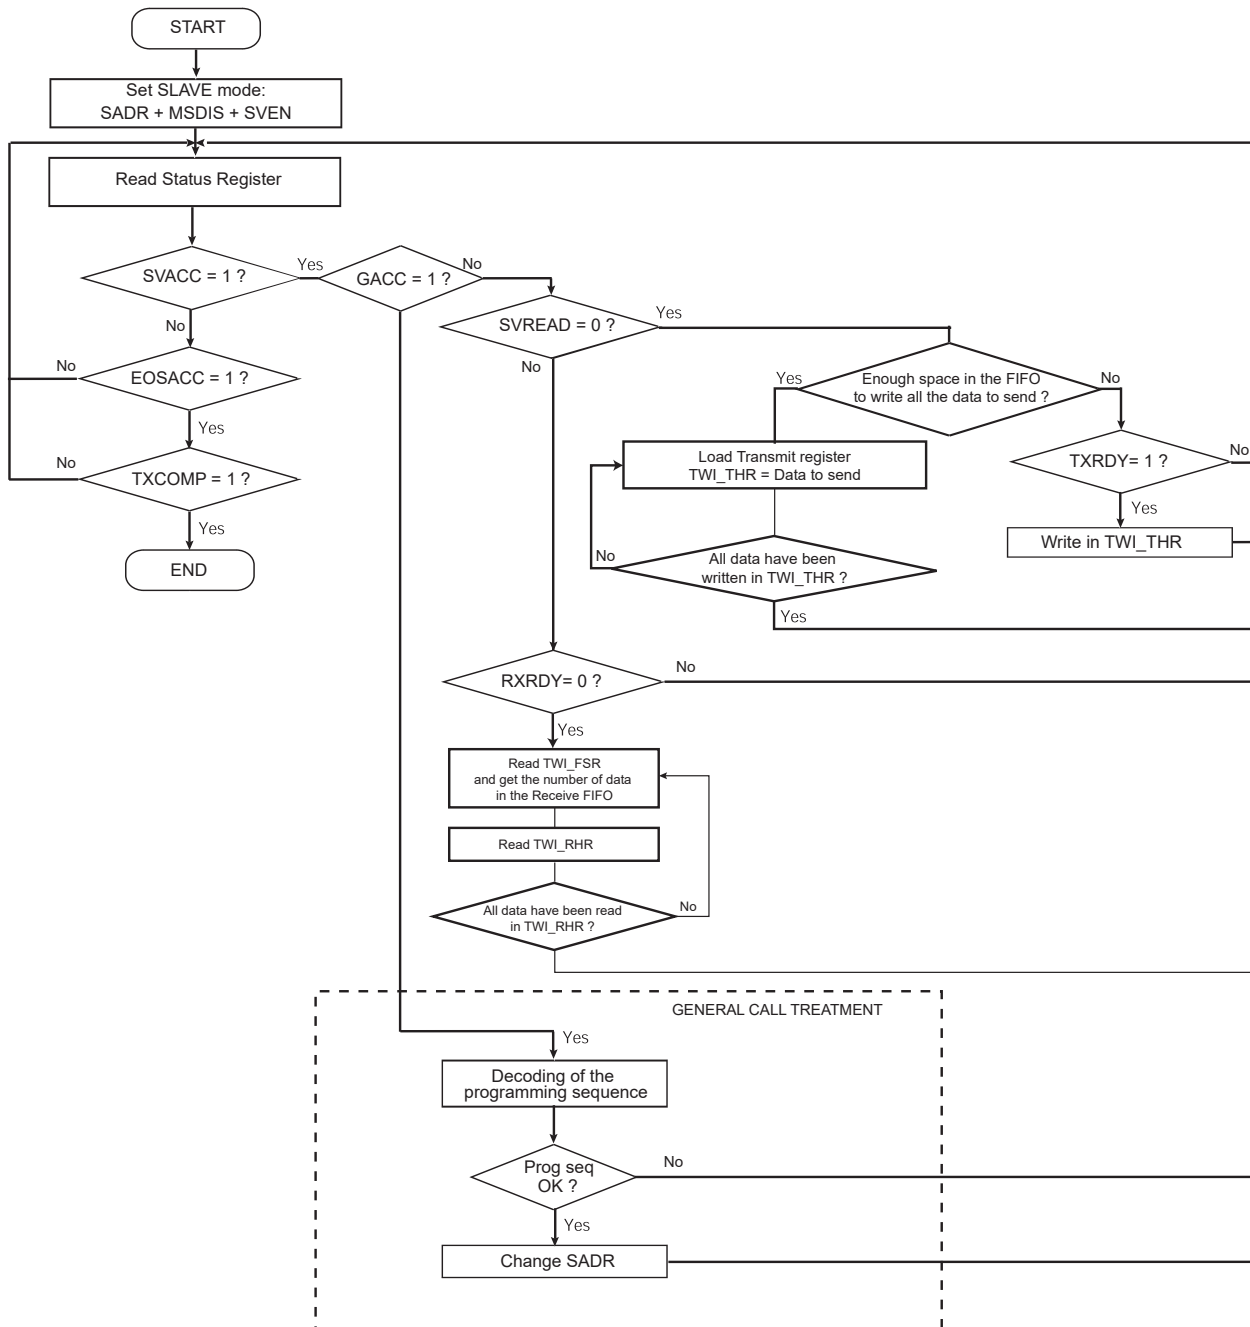 START
Set SLAVE mode:
SADR + MSDIS + SVEN
Read Status Register
SVACC = 1 ?
Yes
GACC = 1 ?
No
SVREAD = 0 ?
Yes
No
No
EOSACC = 1 ?
No
Yes
TXCOMP = 1 ?
No
Yes
END
Enough space in the FIFO
to write all the data to send ?
Yes
No
Load Transmit register
TWI_THR = Data to send
TXRDY= 1 ?
No
Yes
Write in TWI_THR
All data have been
written in TWI_THR ?
No
Yes
RXRDY= 0 ?
No
Yes
Read TWI_FSR
and get the number of data
in the Receive FIFO
Read TWI_RHR
All data have been read
in TWI_RHR ?
No
GENERAL CALL TREATMENT
Yes
Decoding of the
programming sequence
Prog seq
OK ?
No
Yes
Change SADR